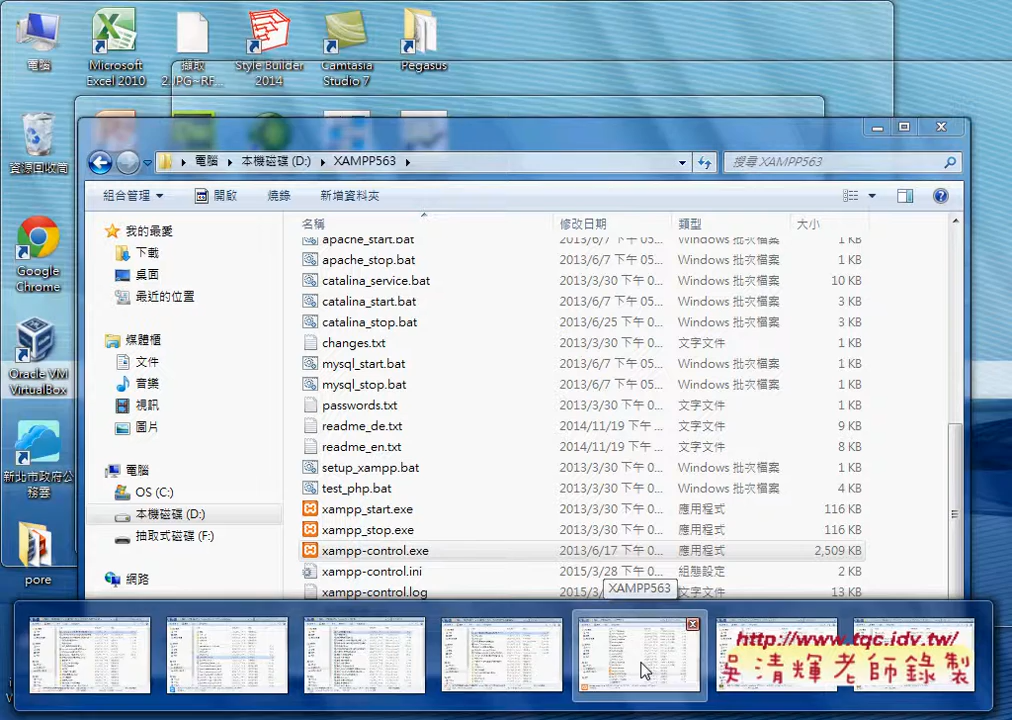 電腦
Microsoft
Excel 2010
擷取
2.JPG~RF...
Style Builder
2014
Camtasia
Studio 7
Pegasus
資源回收筒
Google
Chrome
Oracle VM
VirtualBox
新北市政府公
務雲
pore
電腦 本機磁碟 (D:) XAMPP563
搜尋 XAMPP563
組合管理 開啟 燒錄 新增資料夾
我的最愛
下載
桌面
最近的位置
媒體櫃
文件
音樂
視訊
圖片
電腦
OS (C:)
本機磁碟 (D:)
抽取式磁碟 (F:)
網路
名稱 修改日期 類型 大小
apache_start.bat 2013/6/7 下午 05... Windows 批次檔案 1 KB
apache_stop.bat 2013/6/7 下午 05... Windows 批次檔案 1 KB
catalina_service.bat 2013/3/30 下午 0... Windows 批次檔案 10 KB
catalina_start.bat 2013/6/7 下午 05... Windows 批次檔案 3 KB
catalina_stop.bat 2013/6/25 下午 0... Windows 批次檔案 3 KB
changes.txt 2013/3/30 下午 0... 文字文件 1 KB
mysql_start.bat 2013/6/7 下午 05... Windows 批次檔案 1 KB
mysql_stop.bat 2013/6/7 下午 05... Windows 批次檔案 1 KB
passwords.txt 2013/3/30 下午 0... 文字文件 1 KB
readme_de.txt 2014/11/19 下午... 文字文件 9 KB
readme_en.txt 2014/11/19 下午... 文字文件 8 KB
setup_xampp.bat 2013/3/30 下午 0... Windows 批次檔案 1 KB
test_php.bat 2013/3/30 下午 0... Windows 批次檔案 4 KB
xampp_start.exe 2013/3/30 下午 0... 應用程式 116 KB
xampp_stop.exe 2013/3/30 下午 0... 應用程式 116 KB
xampp-control.exe 2013/6/17 下午 0... 應用程式 2,509 KB
xampp-control.ini 2015/3/28 下午 0... 組態設定 2 KB
xampp-control.log 2015/3/ 文字文件 13 KB
XAMPP563
http://www.tqc.idv.tw/
吳清輝老師錄製